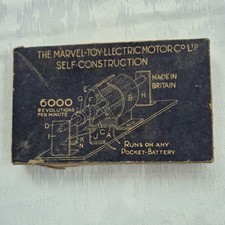 THE MARVEL-TOY-ELECTRIC MOTOR CO LTD
SELF-CONSTRUCTION
MADE IN
BRITAIN
6000
REVOLUTIONS
PER MINUTE
E
F
G
B
H
D
I
K
N
J C A
L
RUNS ON ANY
POCKET-BATTERY